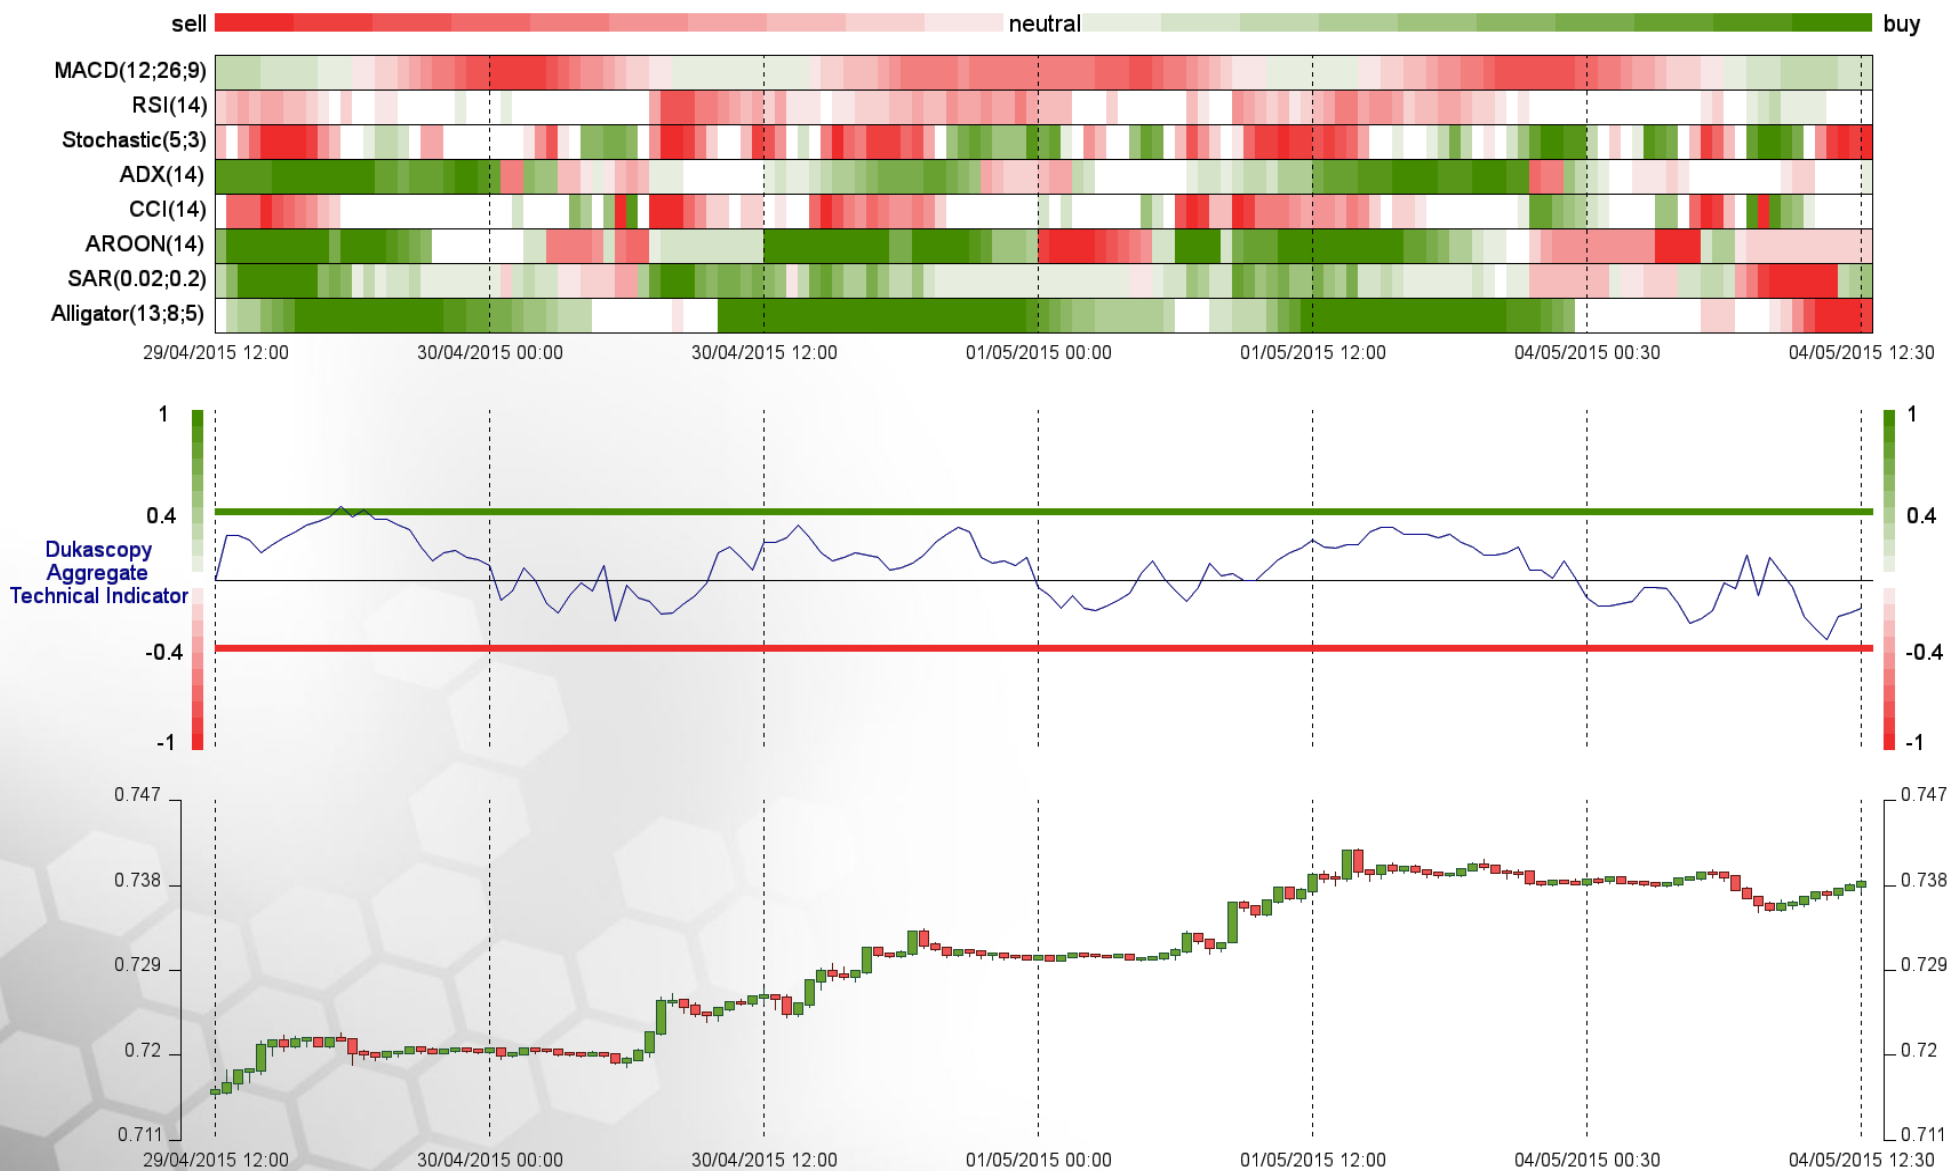 sell neutral buy
MACD(12;26;9)
RSI(14)
Stochastic(5;3)
ADX(14)
CCI(14)
AROON(14)
SAR(0.02;0.2)
Alligator(13;8;5)
29/04/2015 12:00 30/04/2015 00:00 30/04/2015 12:00 01/05/2015 00:00 01/05/2015 12:00 04/05/2015 00:30 04/05/2015 12:30
1 1
0.4 0.4
Dukascopy
Aggregate
Technical Indicator
-0.4 -0.4
-1 -1
0.747 0.747
0.738 0.738
0.729 0.729
0.72 0.72
0.711 0.711
29/04/2015 12:00 30/04/2015 00:00 30/04/2015 12:00 01/05/2015 00:00 01/05/2015 12:00 04/05/2015 00:30 04/05/2015 12:30